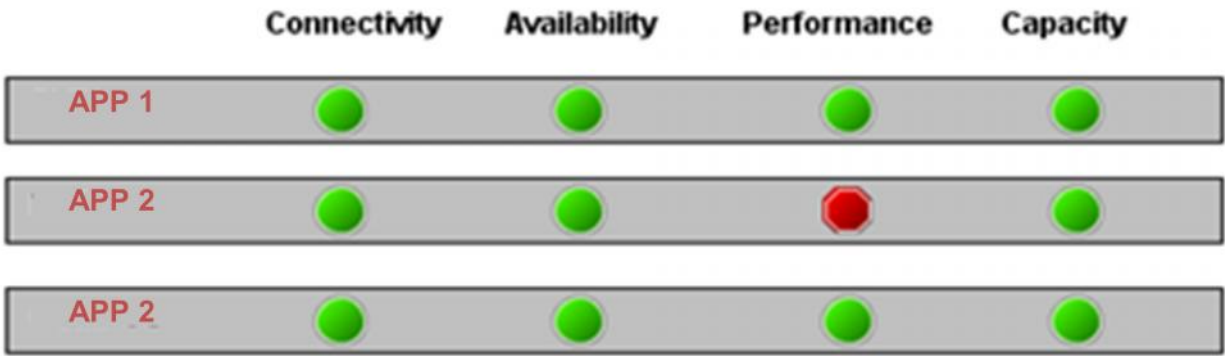 Connectivity Availability Performance Capacity
APP 1
APP 2
APP 2